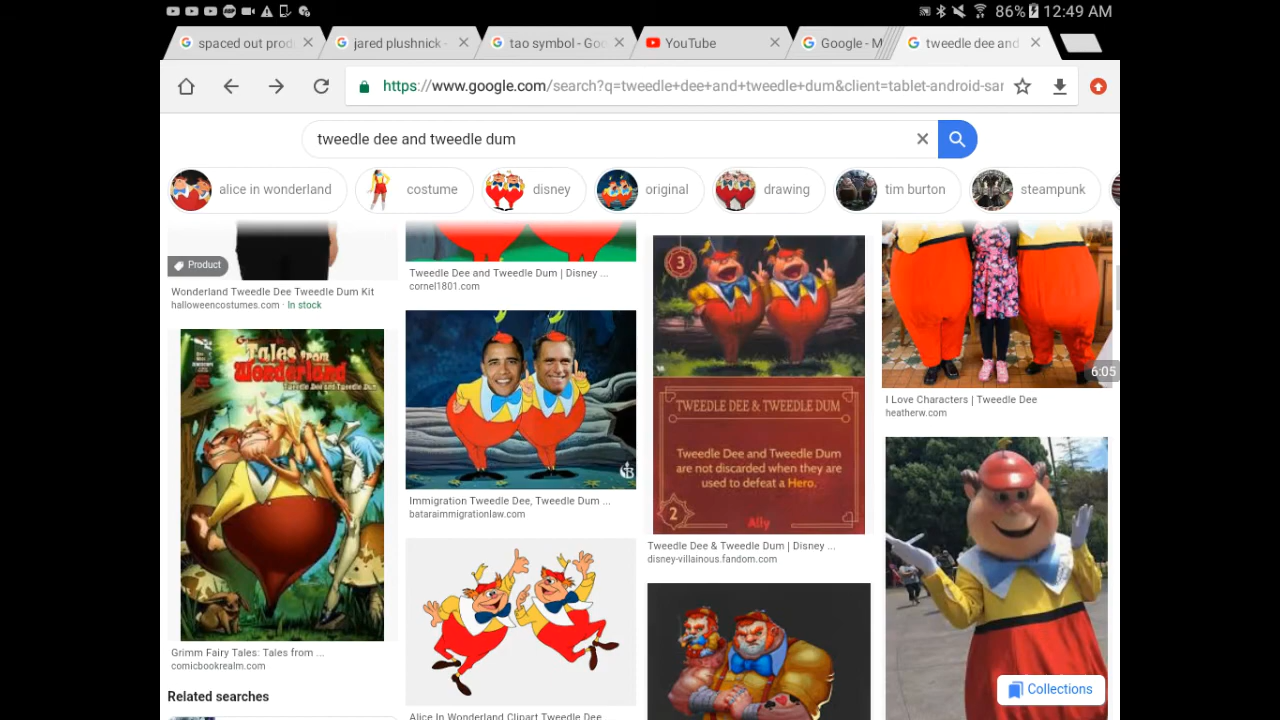 86% 12:49 AM
spaced out prod
jared plushnick -
tao symbol - Goo
YouTube
Google - M
tweedle dee and
https://www.google.com/search?q=tweedle+dee+and+tweedle+dum&client=tablet-android-sar
tweedle dee and tweedle dum
alice in wonderland
costume
disney
original
drawing
tim burton
steampunk
Product
Wonderland Tweedle Dee Tweedle Dum Kit
halloweencostumes.com · In stock
Tales from
Wonderland
Tweedle Dee and Tweedle Dum
Grimm Fairy Tales: Tales from ...
comicbookrealm.com
Related searches
Tweedle Dee and Tweedle Dum | Disney ...
cornel1801.com
B
Immigration Tweedle Dee, Tweedle Dum ...
bataraimmigrationlaw.com
Alice In Wonderland Clipart Tweedle Dee
3
TWEEDLE DEE & TWEEDLE DUM
Tweedle Dee and Tweedle Dum
are not discarded when they are
used to defeat a Hero.
2
Ally
Tweedle Dee & Tweedle Dum | Disney ...
disney-villainous.fandom.com
6:05
I Love Characters | Tweedle Dee
heatherw.com
Collections